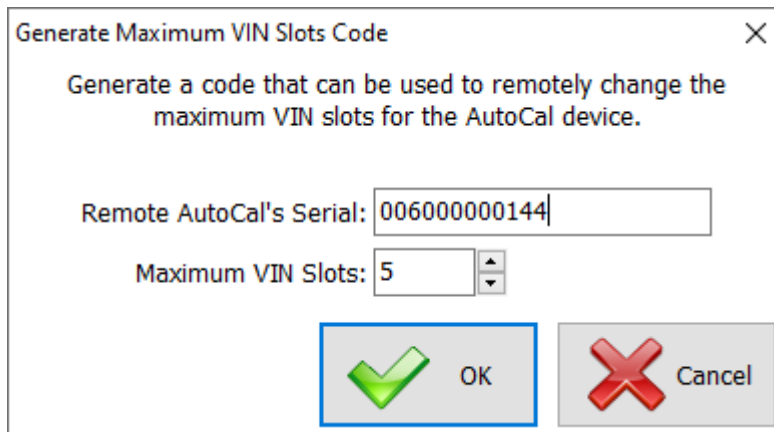 Generate Maximum VIN Slots Code
Generate a code that can be used to remotely change the
maximum VIN slots for the AutoCal device.
Remote AutoCal's Serial: 006000000144
Maximum VIN Slots: 5
OK Cancel